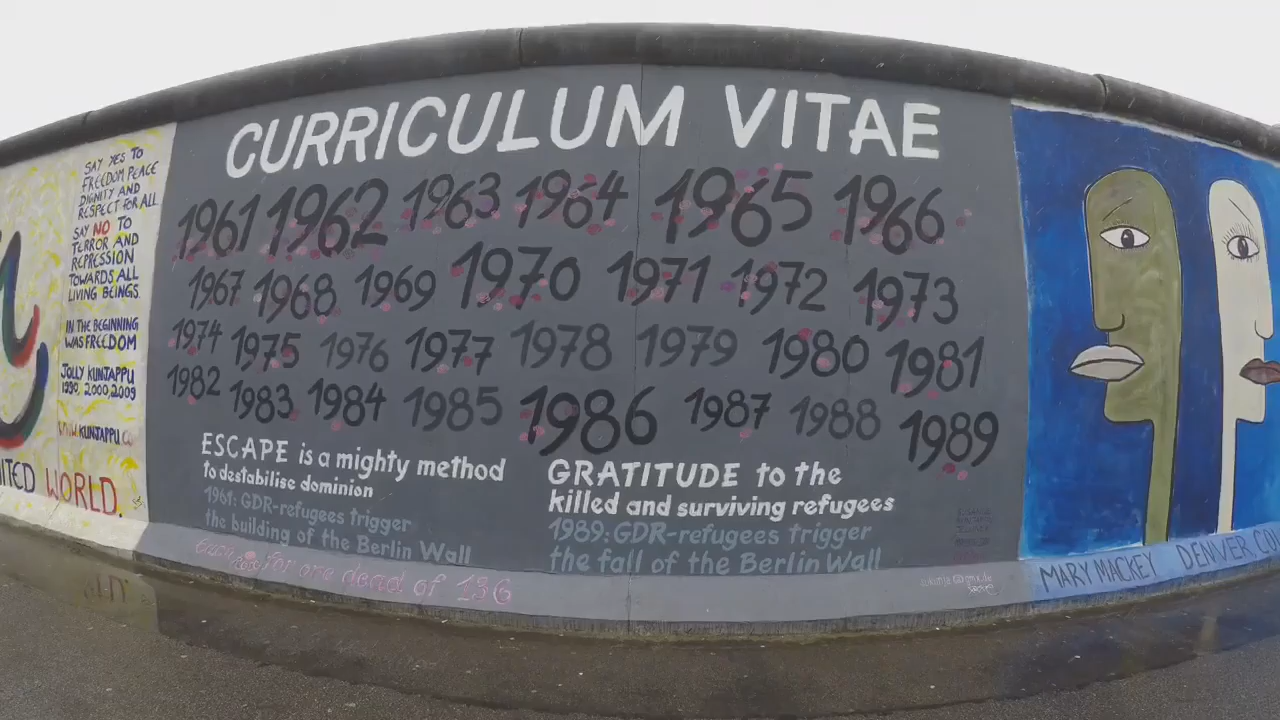 SAY YES TO
FREEDOM PEACE
DIGNITY AND
RESPECT FOR ALL
SAY NO TO
TERROR AND
REPRESSION
TOWARDS ALL
LIVING BEINGS
IN THE BEGINNING
WAS FREEDOM
JOLLY KUNJAPPU
1990, 2000, 2009
WWW.KUNJAPPU.CO
WORLD.
CURRICULUM VITAE
1961 1962 1963 1964 1965 1966
1967 1968 1969 1970 1971 1972 1973
1974 1975 1976 1977 1978 1979 1980 1981
1982 1983 1984 1985 1986 1987 1988 1989
ESCAPE is a mighty method
to destabilise dominion
1961: GDR-refugees trigger
the building of the Berlin Wall
GRATITUDE to the
killed and surviving refugees
1989: GDR-refugees trigger
the fall of the Berlin Wall
for one dead of 136
MARY MACKEY DENVER CO